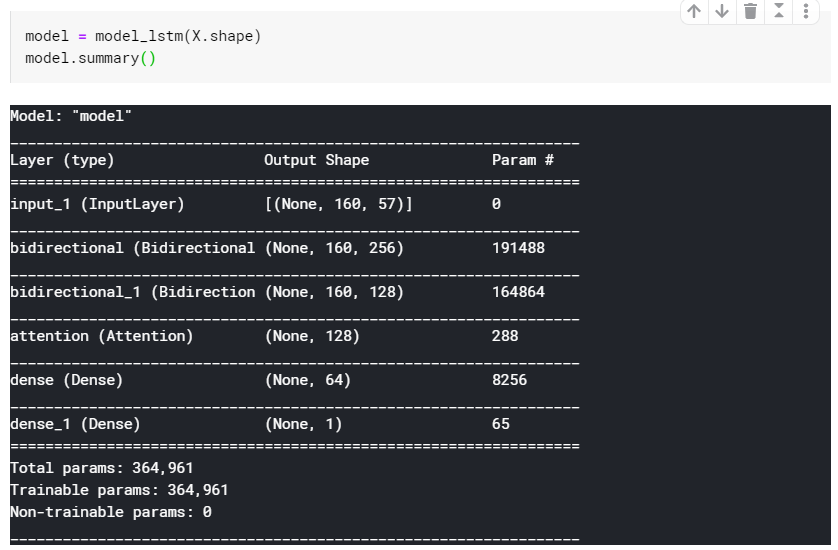 model = model_lstm(X.shape)
model.summary()
Model: "model"
_________________________________________________________________
Layer (type)                 Output Shape              Param #
=================================================================
input_1 (InputLayer)         [(None, 160, 57)]         0
_________________________________________________________________
bidirectional (Bidirectional (None, 160, 256)          191488
_________________________________________________________________
bidirectional_1 (Bidirection (None, 160, 128)          164864
_________________________________________________________________
attention (Attention)        (None, 128)               288
_________________________________________________________________
dense (Dense)                (None, 64)                8256
_________________________________________________________________
dense_1 (Dense)              (None, 1)                 65
=================================================================
Total params: 364,961
Trainable params: 364,961
Non-trainable params: 0
_________________________________________________________________